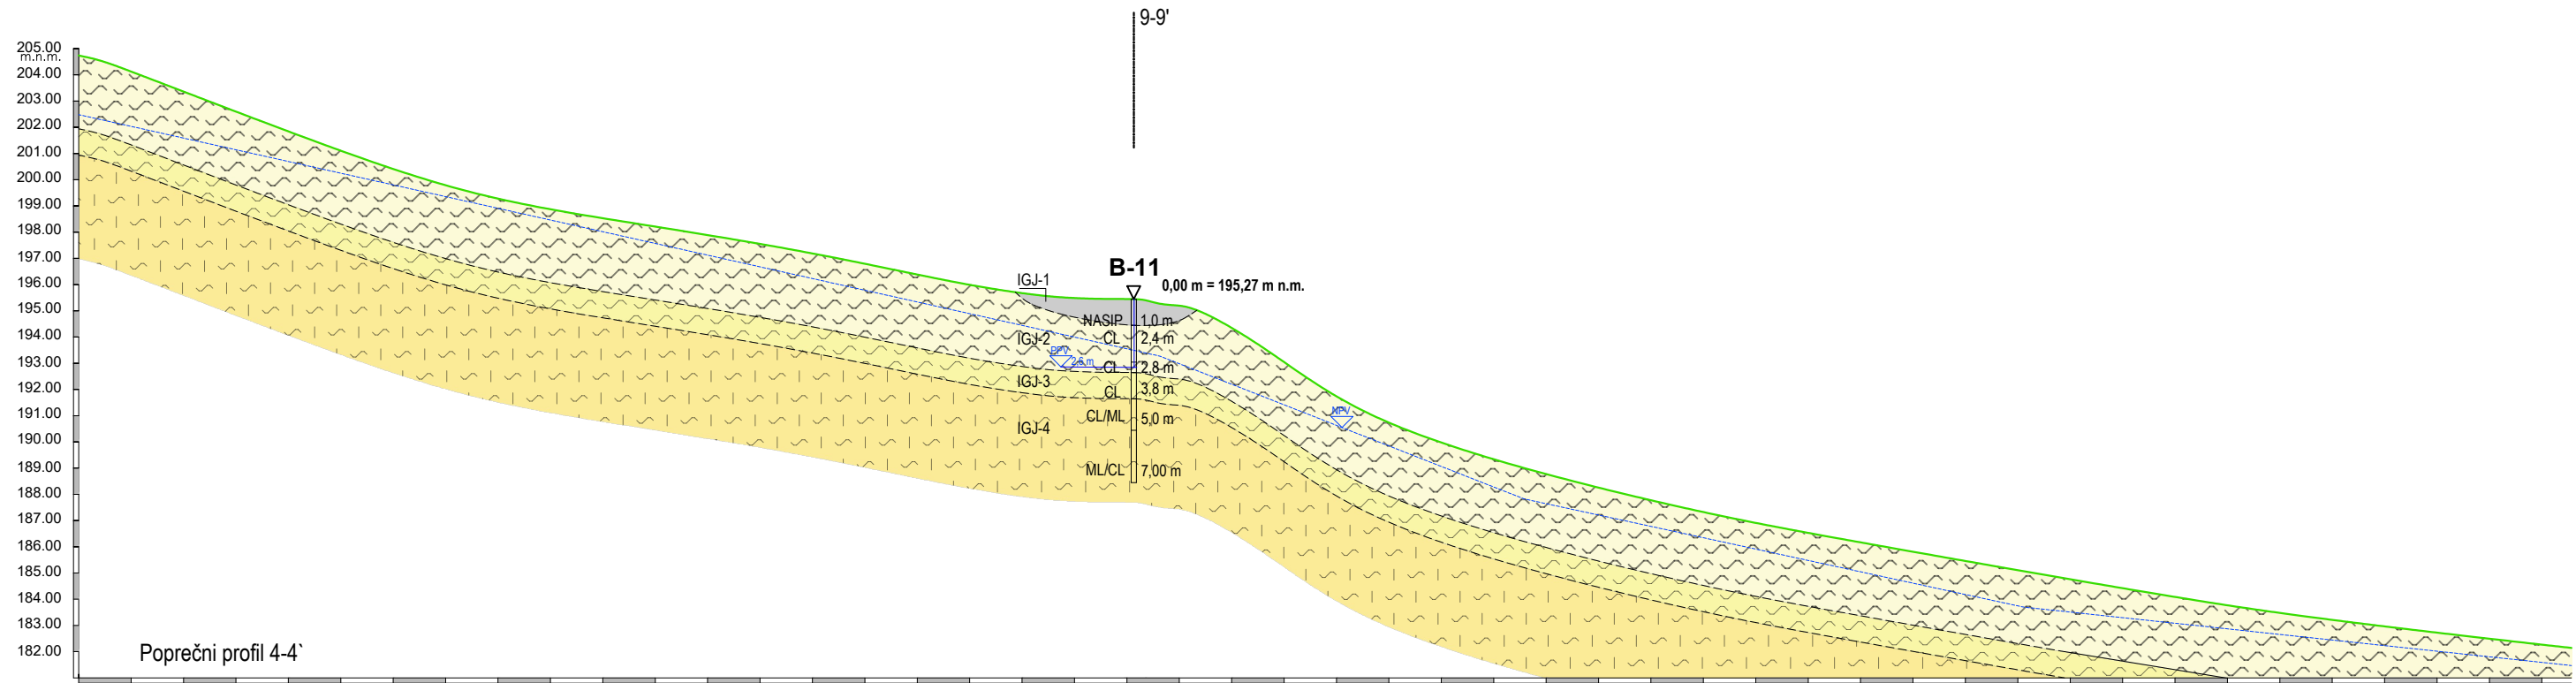 9-9'
205.00
m.n.m.
204.00
203.00
202.00
201.00
200.00
199.00
198.00
197.00
196.00
195.00
194.00
193.00
192.00
191.00
190.00
189.00
188.00
187.00
186.00
185.00
184.00
183.00
182.00
B-11
0,00 m = 195,27 m n.m.
IGJ-1
NASIP 1,0 m
IGJ-2 CL 2,4 m
PPV 2,6 m
CL 2,8 m
IGJ-3 CL 3,8 m
CL/ML 5,0 m
IGJ-4
ML/CL 7,00 m
NPV
Poprečni profil 4-4`